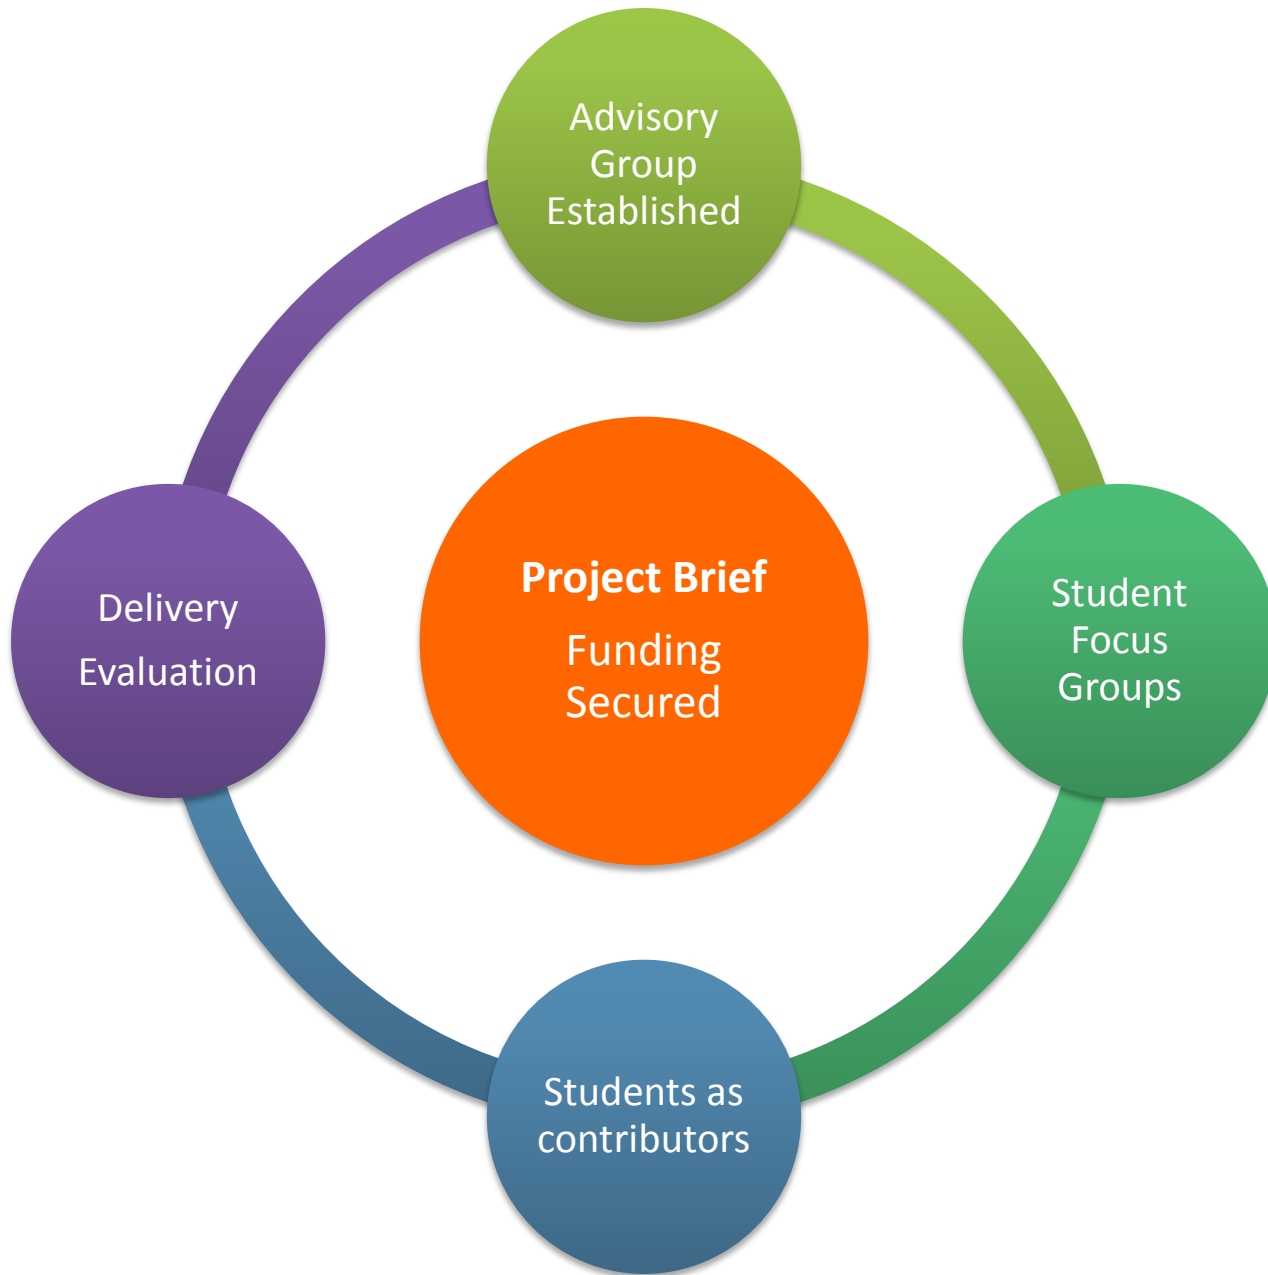 Advisory
Group
Established
Delivery
Evaluation
Project Brief
Funding
Secured
Student
Focus
Groups
Students as
contributors